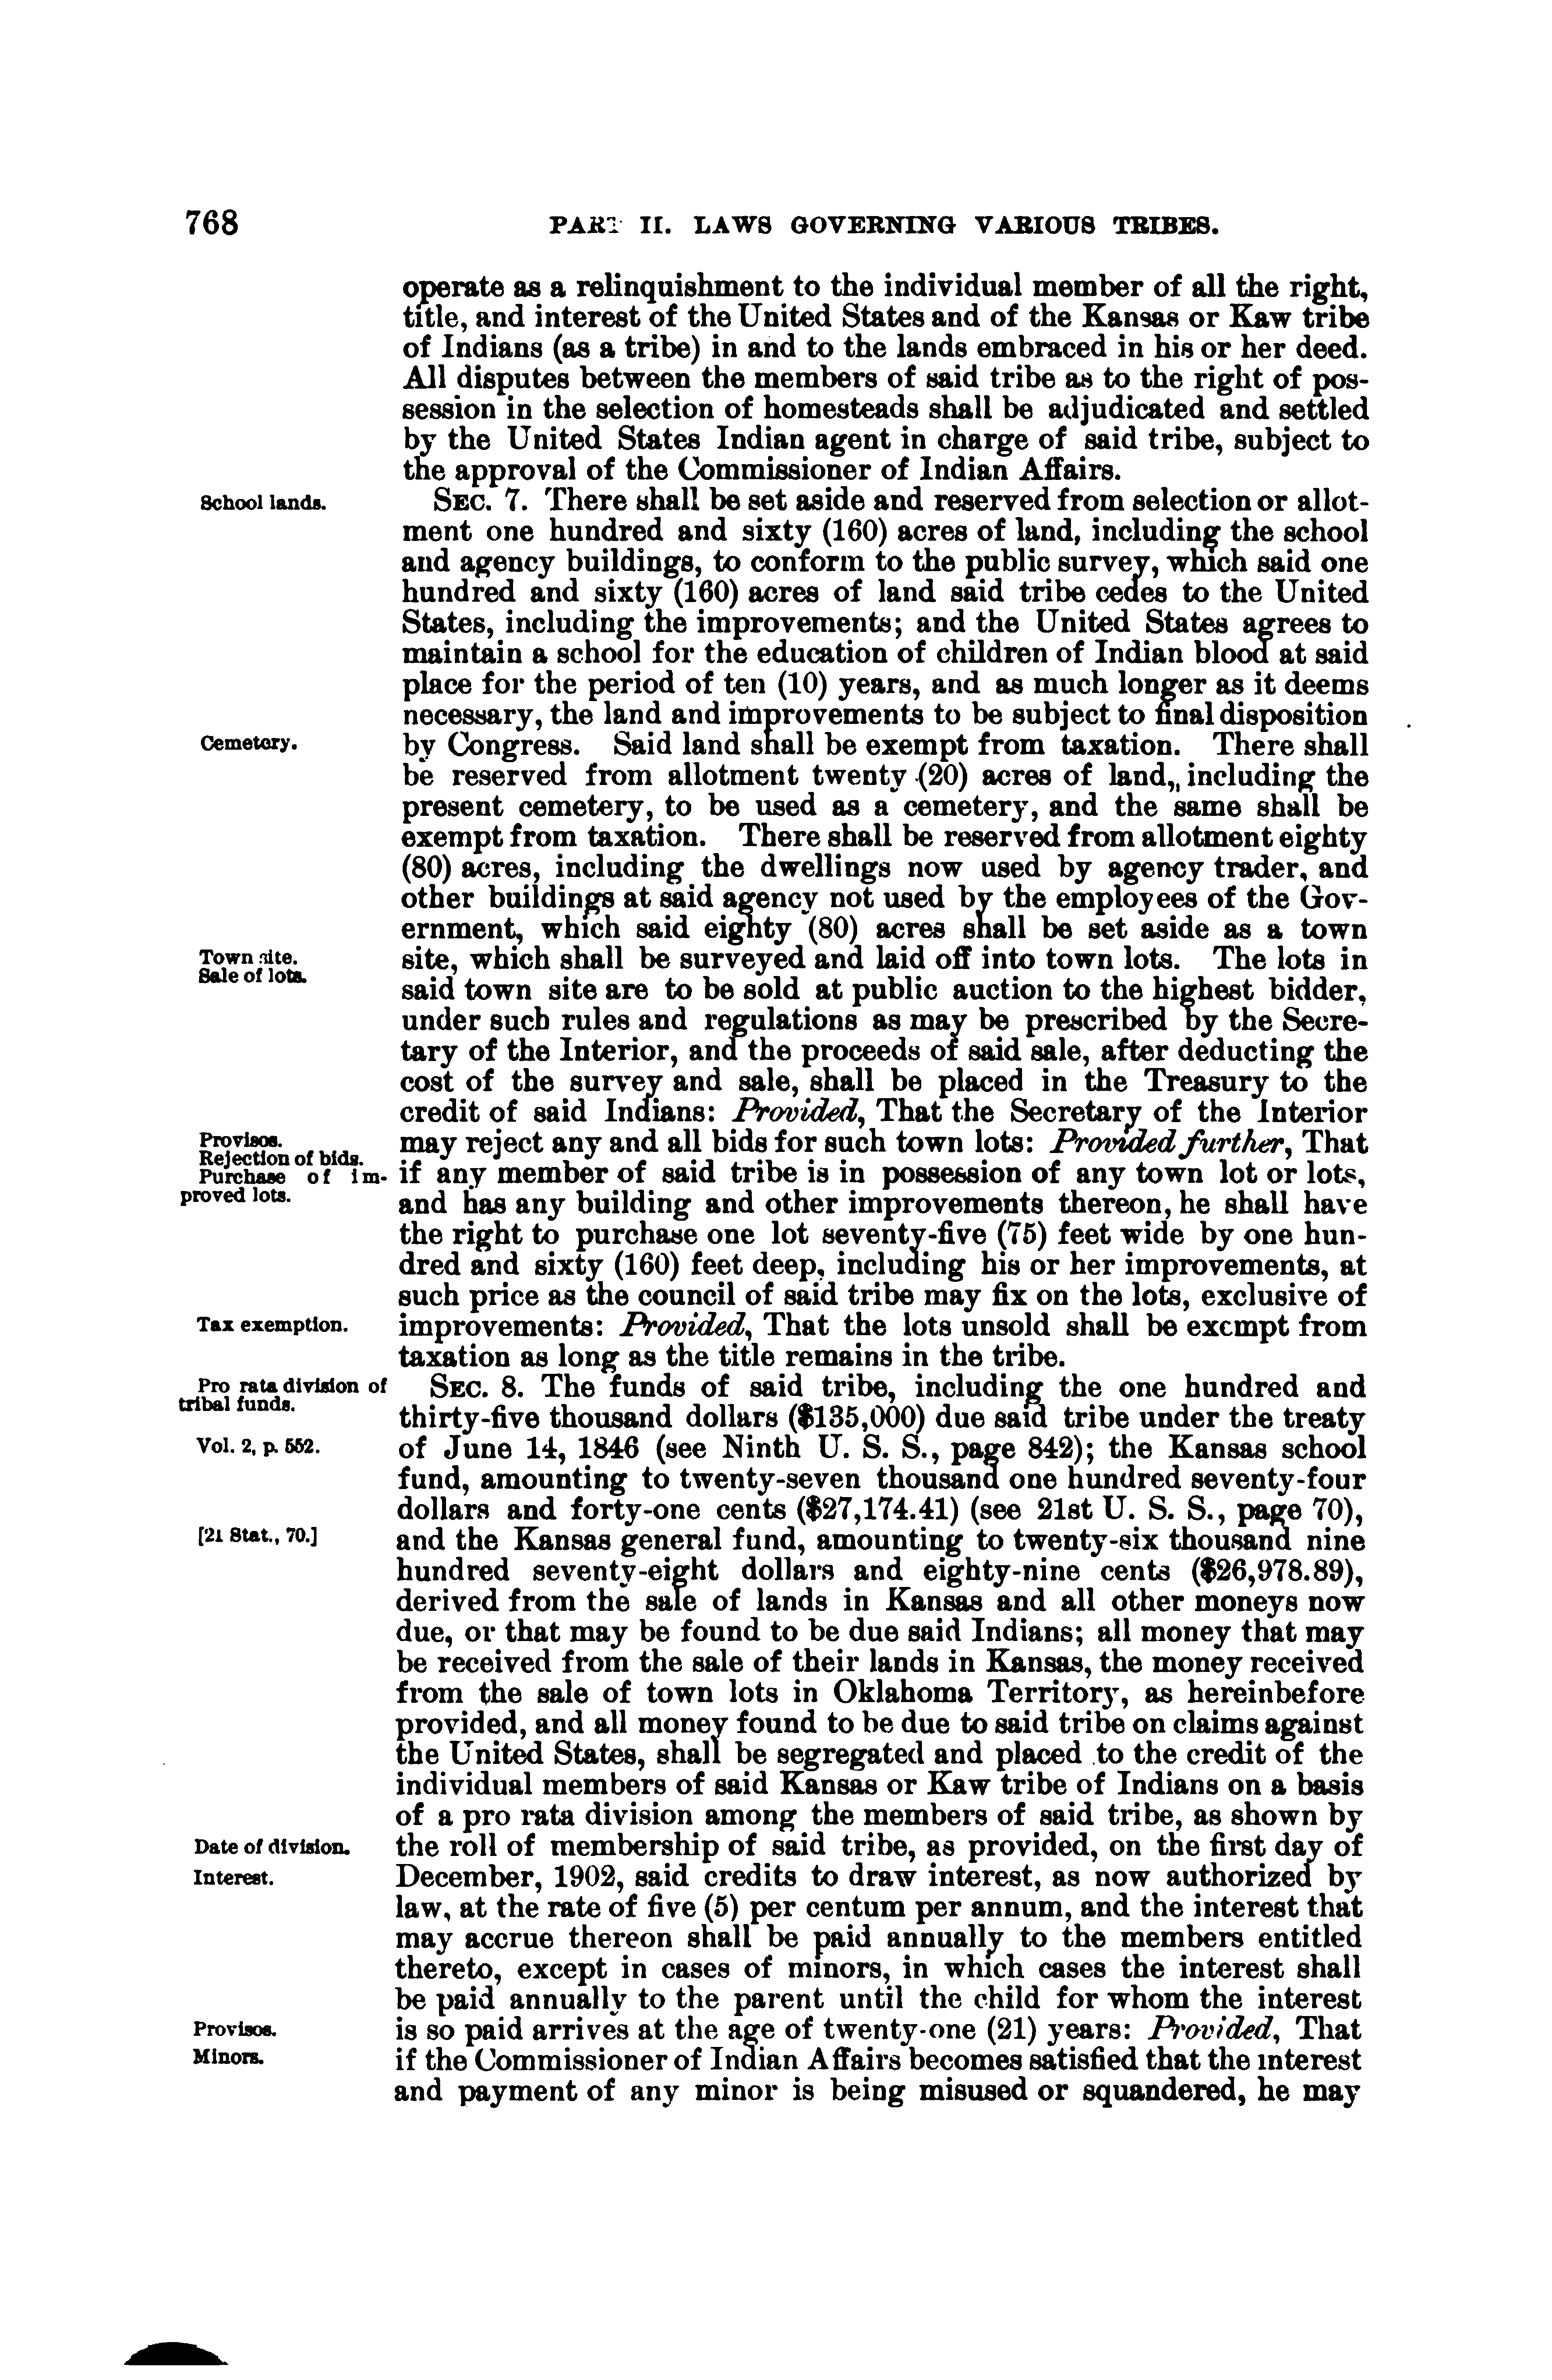 768
PART II. LAWS GOVERNING VARIOUS TRIBES.
operate as a relinquishment to the individual member of all the right,
title, and interest of the United States and of the Kansas or Kaw tribe
of Indians (as a tribe) in and to the lands embraced in his or her deed.
All disputes between the members of said tribe as to the right of pos-
session in the selection of homesteads shall be adjudicated and settled
by the United States Indian agent in charge of said tribe, subject to
the approval of the Commissioner of Indian Affairs.
School lands.
SEC. 7. There shall be set aside and reserved from selection or allot-
ment one hundred and sixty (160) acres of land, including the school
and agency buildings, to conform to the public survey, which said one
hundred and sixty (160) acres of land said tribe cedes to the United
States, including the improvements; and the United States agrees to
maintain a school for the education of children of Indian blood at said
place for the period of ten (10) years, and as much longer as it deems
necessary, the land and improvements to be subject to final disposition
Cemetery.
by Congress. Said land shall be exempt from taxation. There shall
be reserved from allotment twenty (20) acres of land, including the
present cemetery, to be used as a cemetery, and the same shall be
exempt from taxation. There shall be reserved from allotment eighty
(80) acres, including the dwellings now used by agency trader, and
other buildings at said agency not used by the employees of the Gov-
ernment, which said eighty (80) acres shall be set aside as a town
Town site.
site, which shall be surveyed and laid off into town lots. The lots in
Sale of lots.
said town site are to be sold at public auction to the highest bidder,
under such rules and regulations as may be prescribed by the Secre-
tary of the Interior, and the proceeds of said sale, after deducting the
cost of the survey and sale, shall be placed in the Treasury to the
credit of said Indians: Provided, That the Secretary of the Interior
Provisos.
Rejection of bids.
may reject any and all bids for such town lots: Provided further, That
Purchase of im-
proved lots.
if any member of said tribe is in possession of any town lot or lots,
and has any building and other improvements thereon, he shall have
the right to purchase one lot seventy-five (75) feet wide by one hun-
dred and sixty (160) feet deep, including his or her improvements, at
such price as the council of said tribe may fix on the lots, exclusive of
Tax exemption.
improvements: Provided, That the lots unsold shall be exempt from
taxation as long as the title remains in the tribe.
Pro rata division of
tribal funds.
SEC. 8. The funds of said tribe, including the one hundred and
thirty-five thousand dollars ($135,000) due said tribe under the treaty
Vol. 2, p. 552.
of June 14, 1846 (see Ninth U. S. S., page 842); the Kansas school
fund, amounting to twenty-seven thousand one hundred seventy-four
dollars and forty-one cents ($27,174.41) (see 21st U. S. S., page 70),
[21 Stat., 70.]
and the Kansas general fund, amounting to twenty-six thousand nine
hundred seventy-eight dollars and eighty-nine cents ($26,978.89),
derived from the sale of lands in Kansas and all other moneys now
due, or that may be found to be due said Indians; all money that may
be received from the sale of their lands in Kansas, the money received
from the sale of town lots in Oklahoma Territory, as hereinbefore
provided, and all money found to be due to said tribe on claims against
the United States, shall be segregated and placed to the credit of the
individual members of said Kansas or Kaw tribe of Indians on a basis
of a pro rata division among the members of said tribe, as shown by
Date of division.
the roll of membership of said tribe, as provided, on the first day of
Interest.
December, 1902, said credits to draw interest, as now authorized by
law, at the rate of five (5) per centum per annum, and the interest that
may accrue thereon shall be paid annually to the members entitled
thereto, except in cases of minors, in which cases the interest shall
be paid annually to the parent until the child for whom the interest
Provisos.
is so paid arrives at the age of twenty-one (21) years: Provided, That
Minors.
if the Commissioner of Indian Affairs becomes satisfied that the interest
and payment of any minor is being misused or squandered, he may